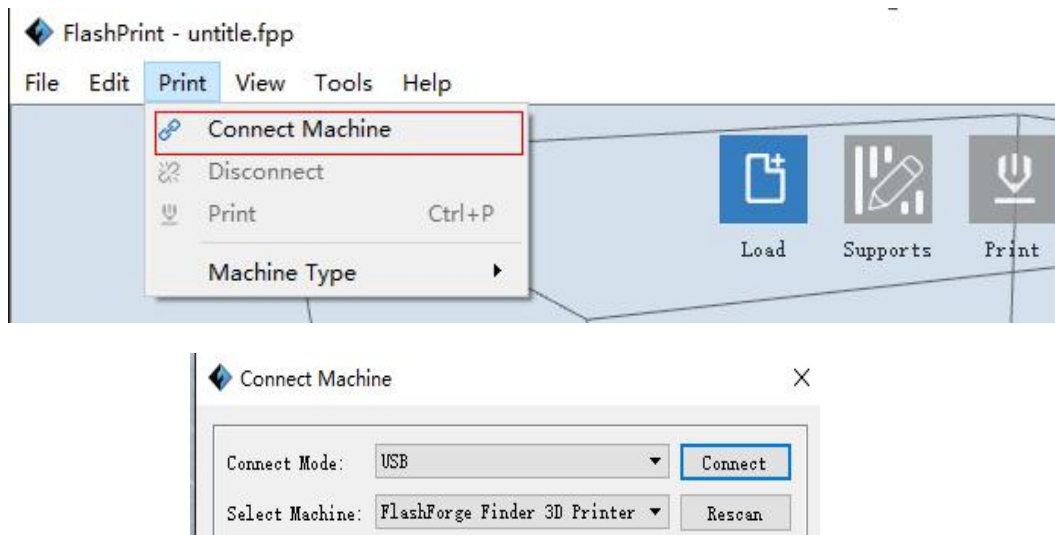 FlashPrint - untitle.fpp
File Edit Print View Tools Help
Connect Machine
Disconnect
Print Ctrl+P
Machine Type
Load Supports Print
Connect Machine
Connect Mode: USB Connect
Select Machine: FlashForge Finder 3D Printer Rescan